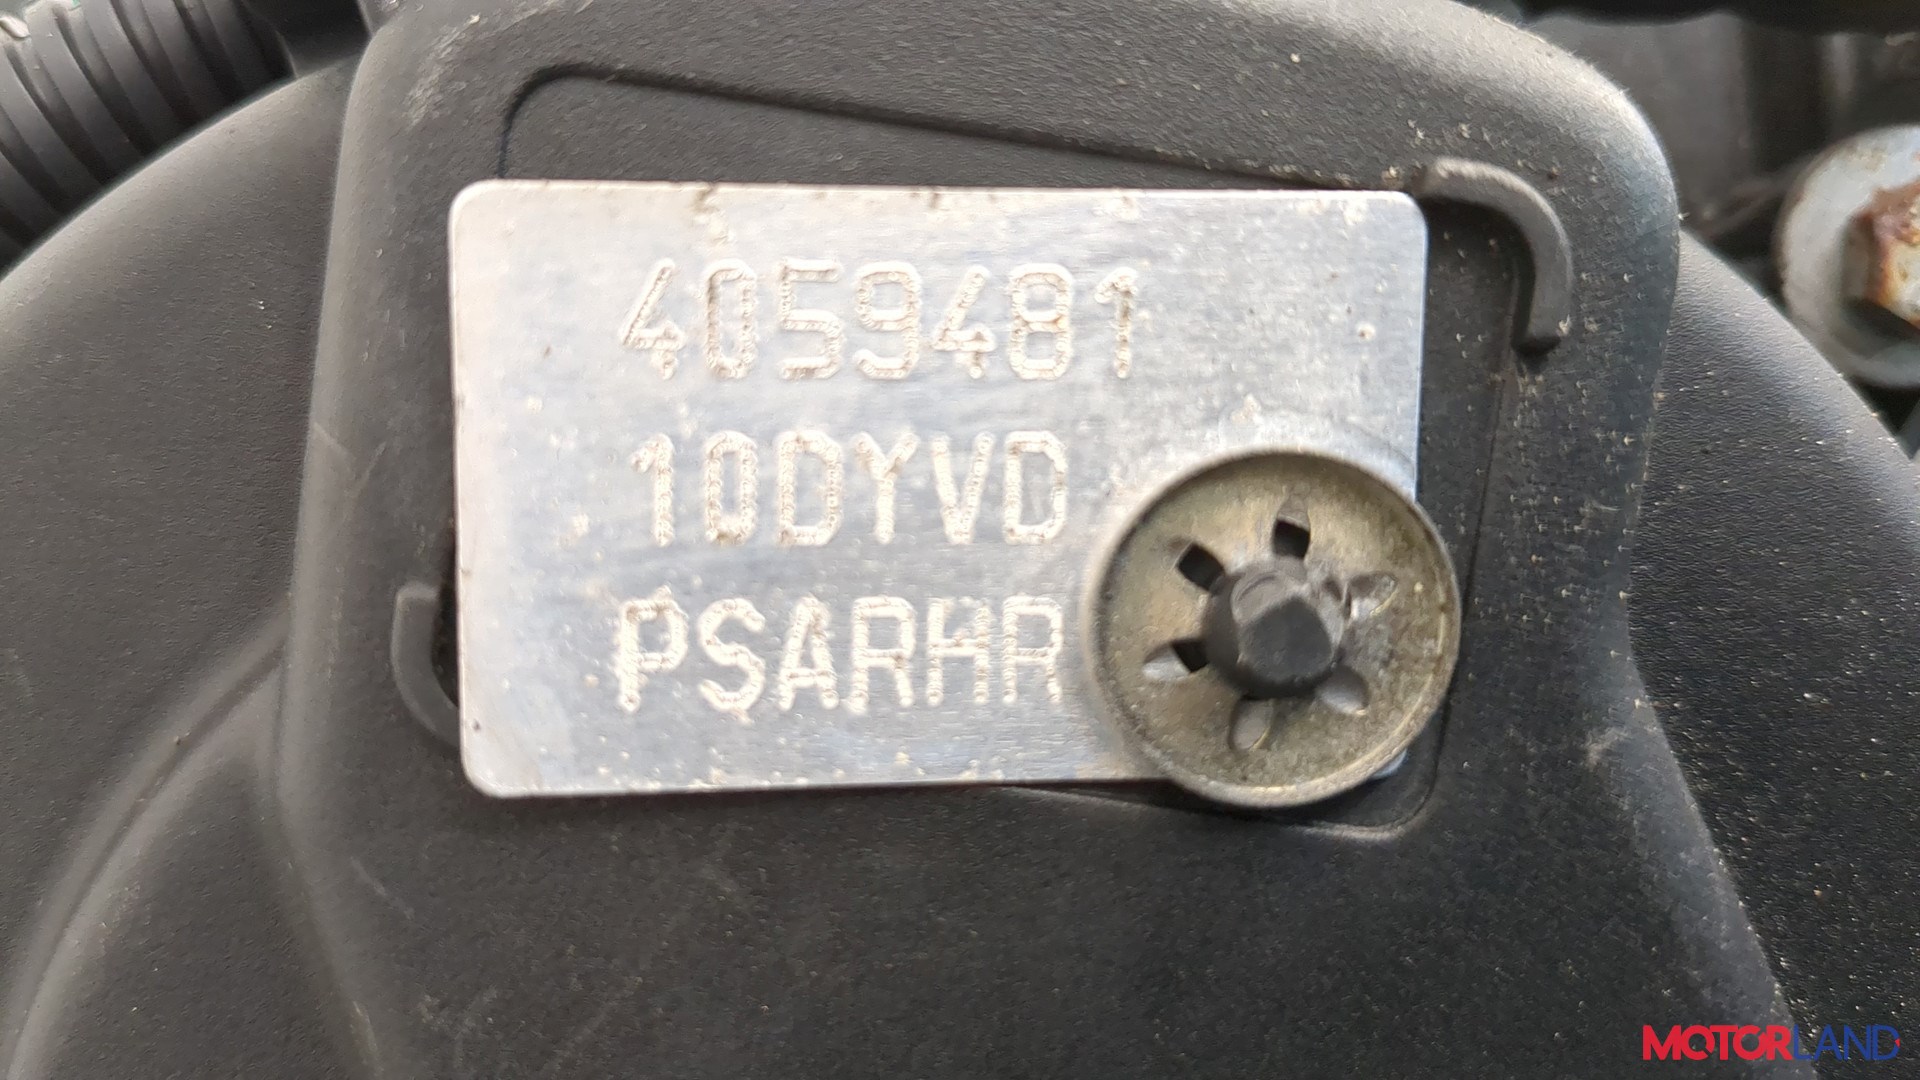 4059481
10DYVD
PSARHR
MOTORLAND